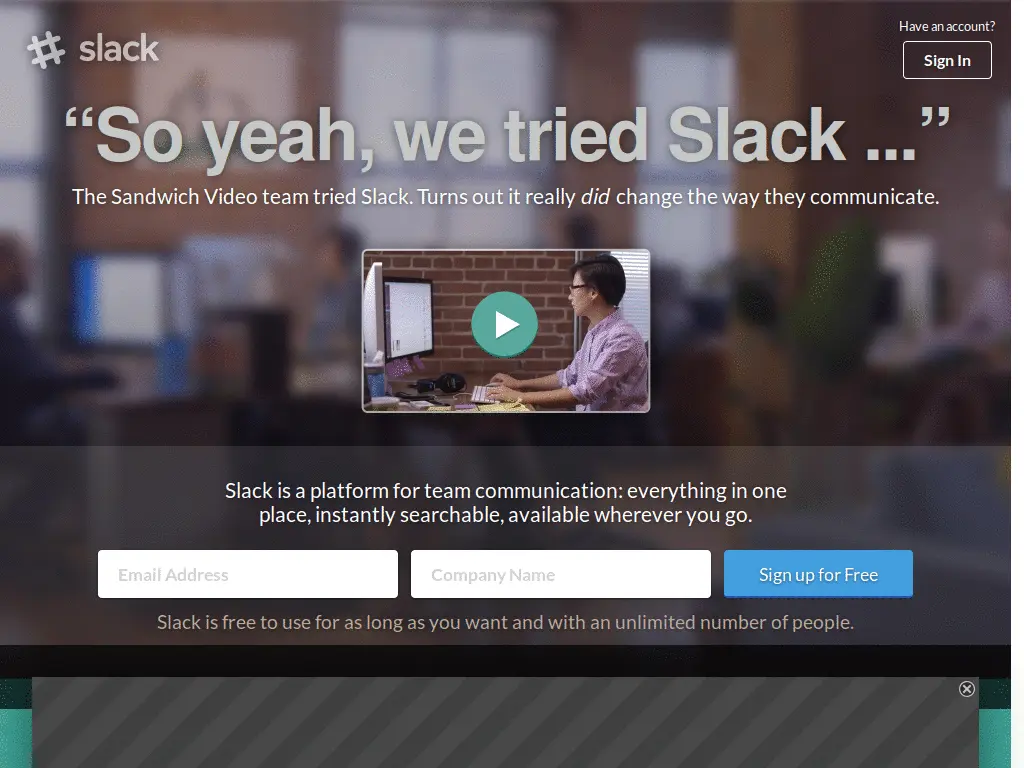 slack
Have an account?
Sign In
“So yeah, we tried Slack ...”
The Sandwich Video team tried Slack. Turns out it really did change the way they communicate.
Slack is a platform for team communication: everything in one
place, instantly searchable, available wherever you go.
Email Address
Company Name
Sign up for Free
Slack is free to use for as long as you want and with an unlimited number of people.